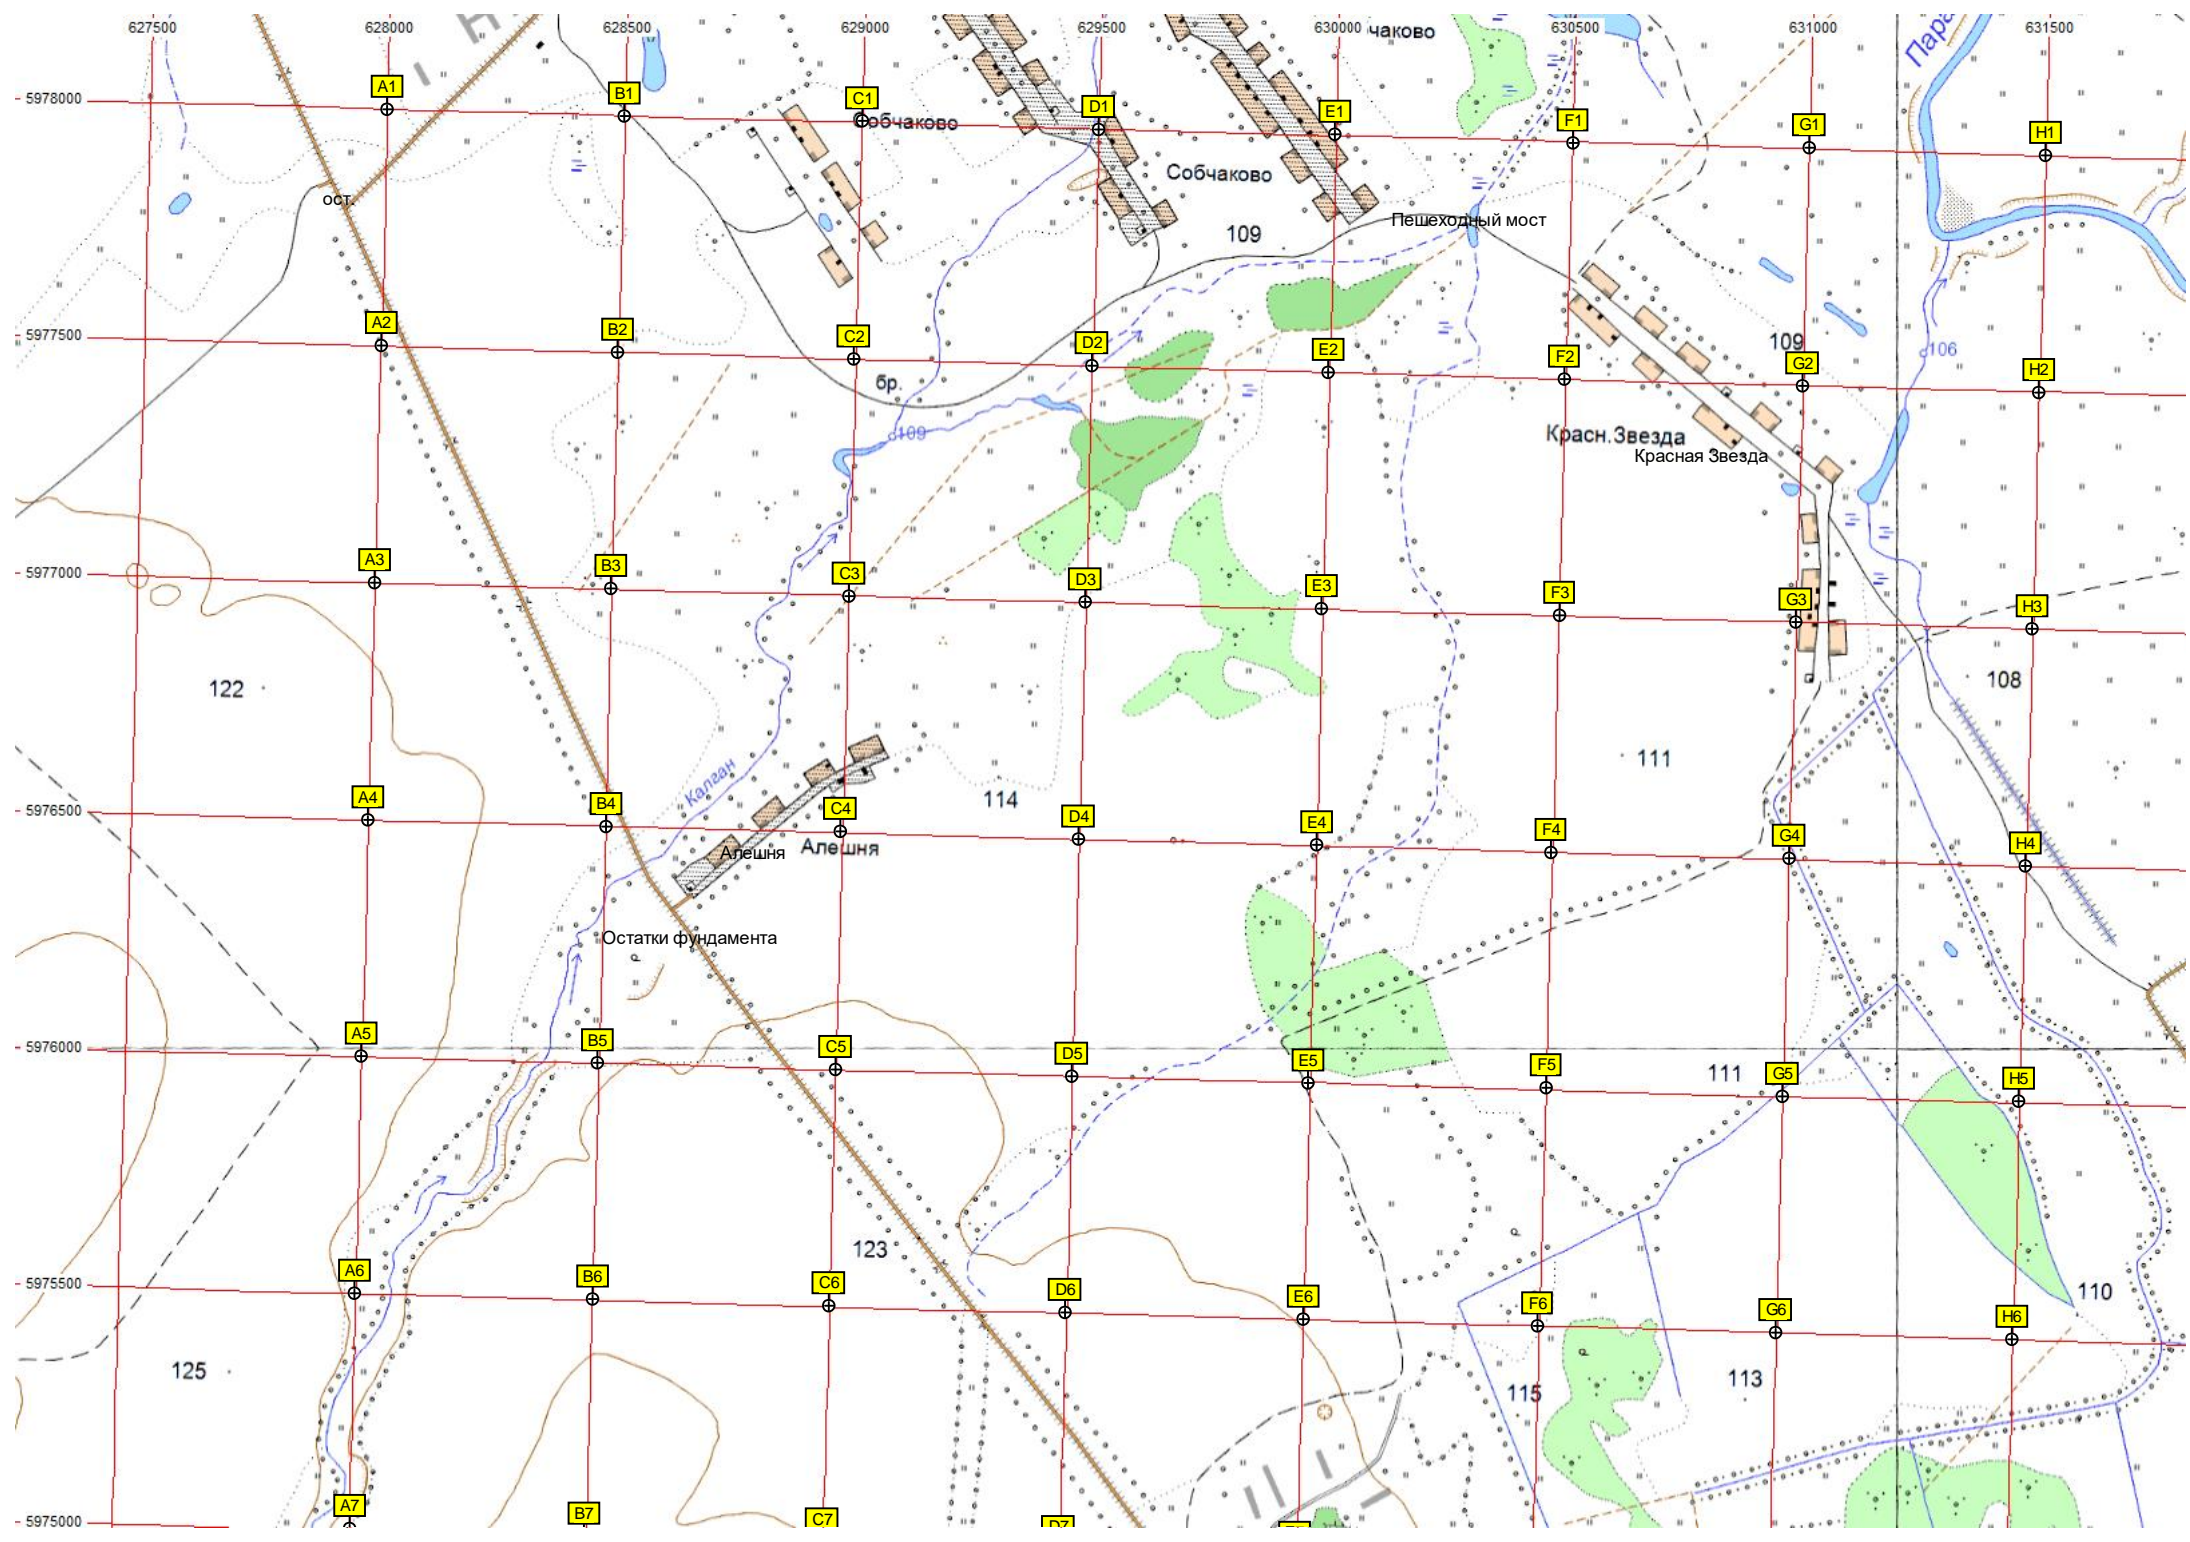 627500 628000 628500 629000 629500 630000 630500 631000 631500
чаково
5978000
A1 B1 C1 D1 E1 F1 G1 H1
Собчаково
Собчаково
ост.
Пешеходный мост
109
5977500
A2 B2 C2 D2 E2 F2 G2 H2
109
106
бр.
109
Красн.Звезда
Красная Звезда
5977000
A3 B3 C3 D3 E3 F3 G3 H3
122
108
111
Калган
114
5976500
A4 B4 C4 D4 E4 F4 G4 H4
Алешня
Алешня
Остатки фундамента
5976000
A5 B5 C5 D5 E5 F5 G5 H5
111
123
5975500
A6 B6 C6 D6 E6 F6 G6 H6
110
125
115
113
5975000
A7 B7 C7 D7